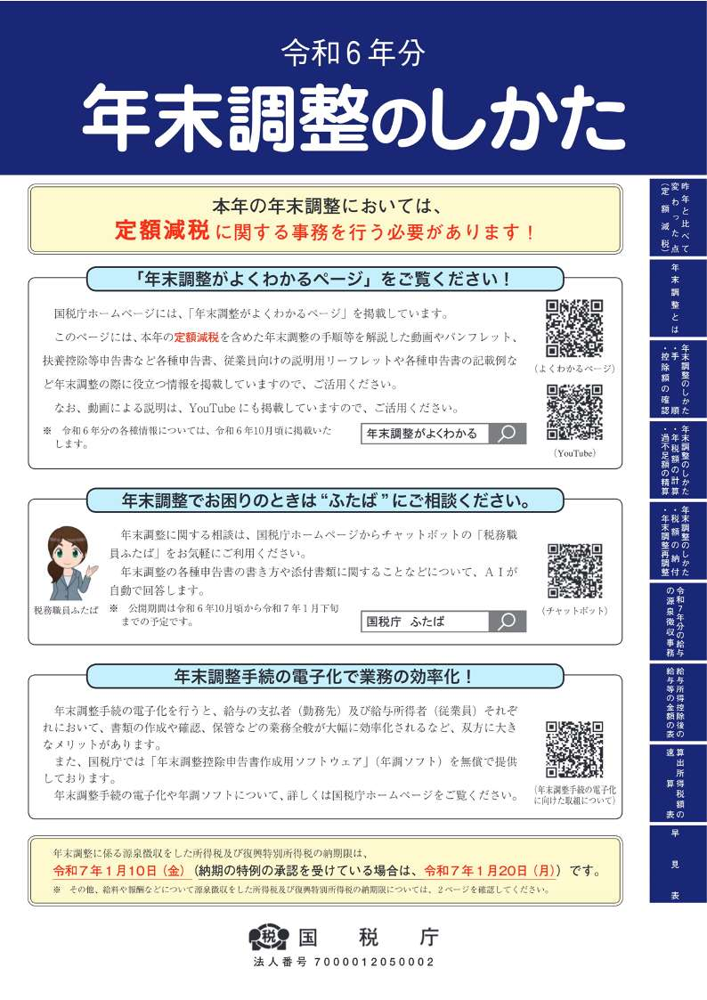 令和６年分
年末調整のしかた
本年の年末調整においては、
定額減税に関する事務を行う必要があります！
「年末調整がよくわかるページ」をご覧ください！
国税庁ホームページには、「年末調整がよくわかるページ」を掲載しています。
このページには、本年の定額減税を含めた年末調整の手順等を解説した動画やパンフレット、
扶養控除等申告書など各種申告書、従業員向けの説明用リーフレットや各種申告書の記載例な
ど年末調整の際に役立つ情報を掲載していますので、ご活用ください。
なお、動画による説明は、YouTubeにも掲載していますので、ご活用ください。
※　令和６年分の各種情報については、令和６年10月頃に掲載いた
します。
年末調整がよくわかる
（よくわかるページ）
（YouTube）
年末調整でお困りのときは“ふたば”にご相談ください。
年末調整に関する相談は、国税庁ホームページからチャットボットの「税務職
員ふたば」をお気軽にご利用ください。
年末調整の各種申告書の書き方や添付書類に関することなどについて、ＡＩが
自動で回答します。
※　公開期間は令和６年10月頃から令和７年１月下旬
までの予定です。
税務職員ふたば
国税庁　ふたば
（チャットボット）
年末調整手続の電子化で業務の効率化！
年末調整手続の電子化を行うと、給与の支払者（勤務先）及び給与所得者（従業員）それぞ
れにおいて、書類の作成や確認、保管などの業務全般が大幅に効率化されるなど、双方に大き
なメリットがあります。
また、国税庁では「年末調整控除申告書作成用ソフトウェア」（年調ソフト）を無償で提供
しております。
年末調整手続の電子化や年調ソフトについて、詳しくは国税庁ホームページをご覧ください。
（年末調整手続の電子化
に向けた取組について）
年末調整に係る源泉徴収をした所得税及び復興特別所得税の納期限は、
令和７年１月10日（金）（納期の特例の承認を受けている場合は、令和７年１月20日（月））です。
※　その他、給料や報酬などについて源泉徴収をした所得税及び復興特別所得税の納期限については、２ページを確認してください。
税 国税庁
法人番号 7000012050002
昨年と比べて
変わった点
（定額減税）
年末調整とは
年末調整のしかた
・手順
・控除額の確認
年末調整のしかた
・年税額の計算
・過不足額の精算
年末調整のしかた
・税額の納付
・年末調整再調整
令和７年分の給与
の源泉徴収事務
給与所得控除後の
給与等の金額の表
算出所得税額の
速算表
早見表